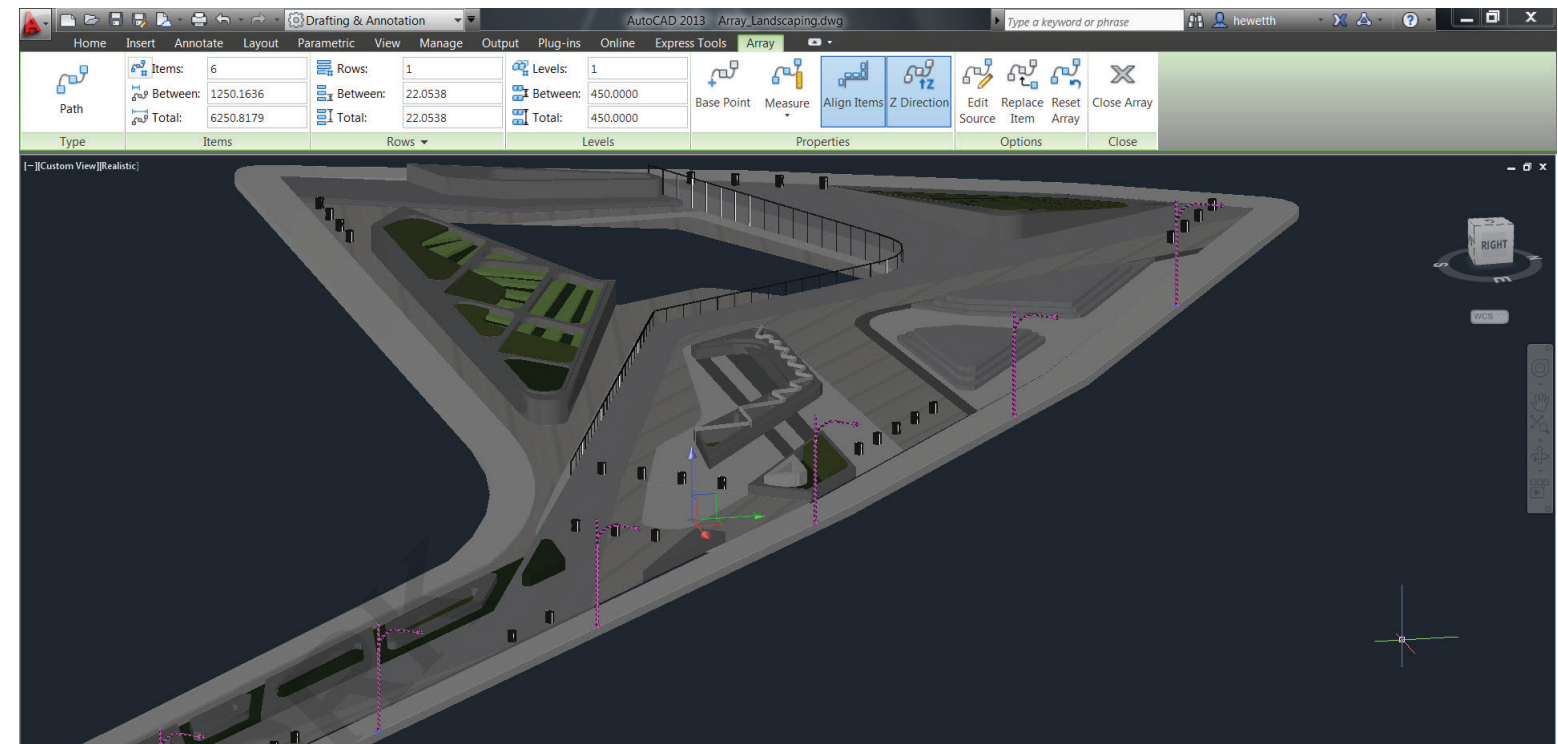 Drafting & Annotation AutoCAD 2013 Array_Landscaping.dwg Type a keyword or phrase hewetth
Home Insert Annotate Layout Parametric View Manage Output Plug-ins Online Express Tools Array
Items: 6 Rows: 1 Levels: 1
Between: 1250.1636 Between: 22.0538 Between: 450.0000
Path Base Point Measure Align Items Z Direction Edit Source Replace Item Reset Array Close Array
Total: 6250.8179 Total: 22.0538 Total: 450.0000
Type Items Rows Levels Properties Options Close
[−][Custom View][Realistic]
RIGHT
S E N
WCS